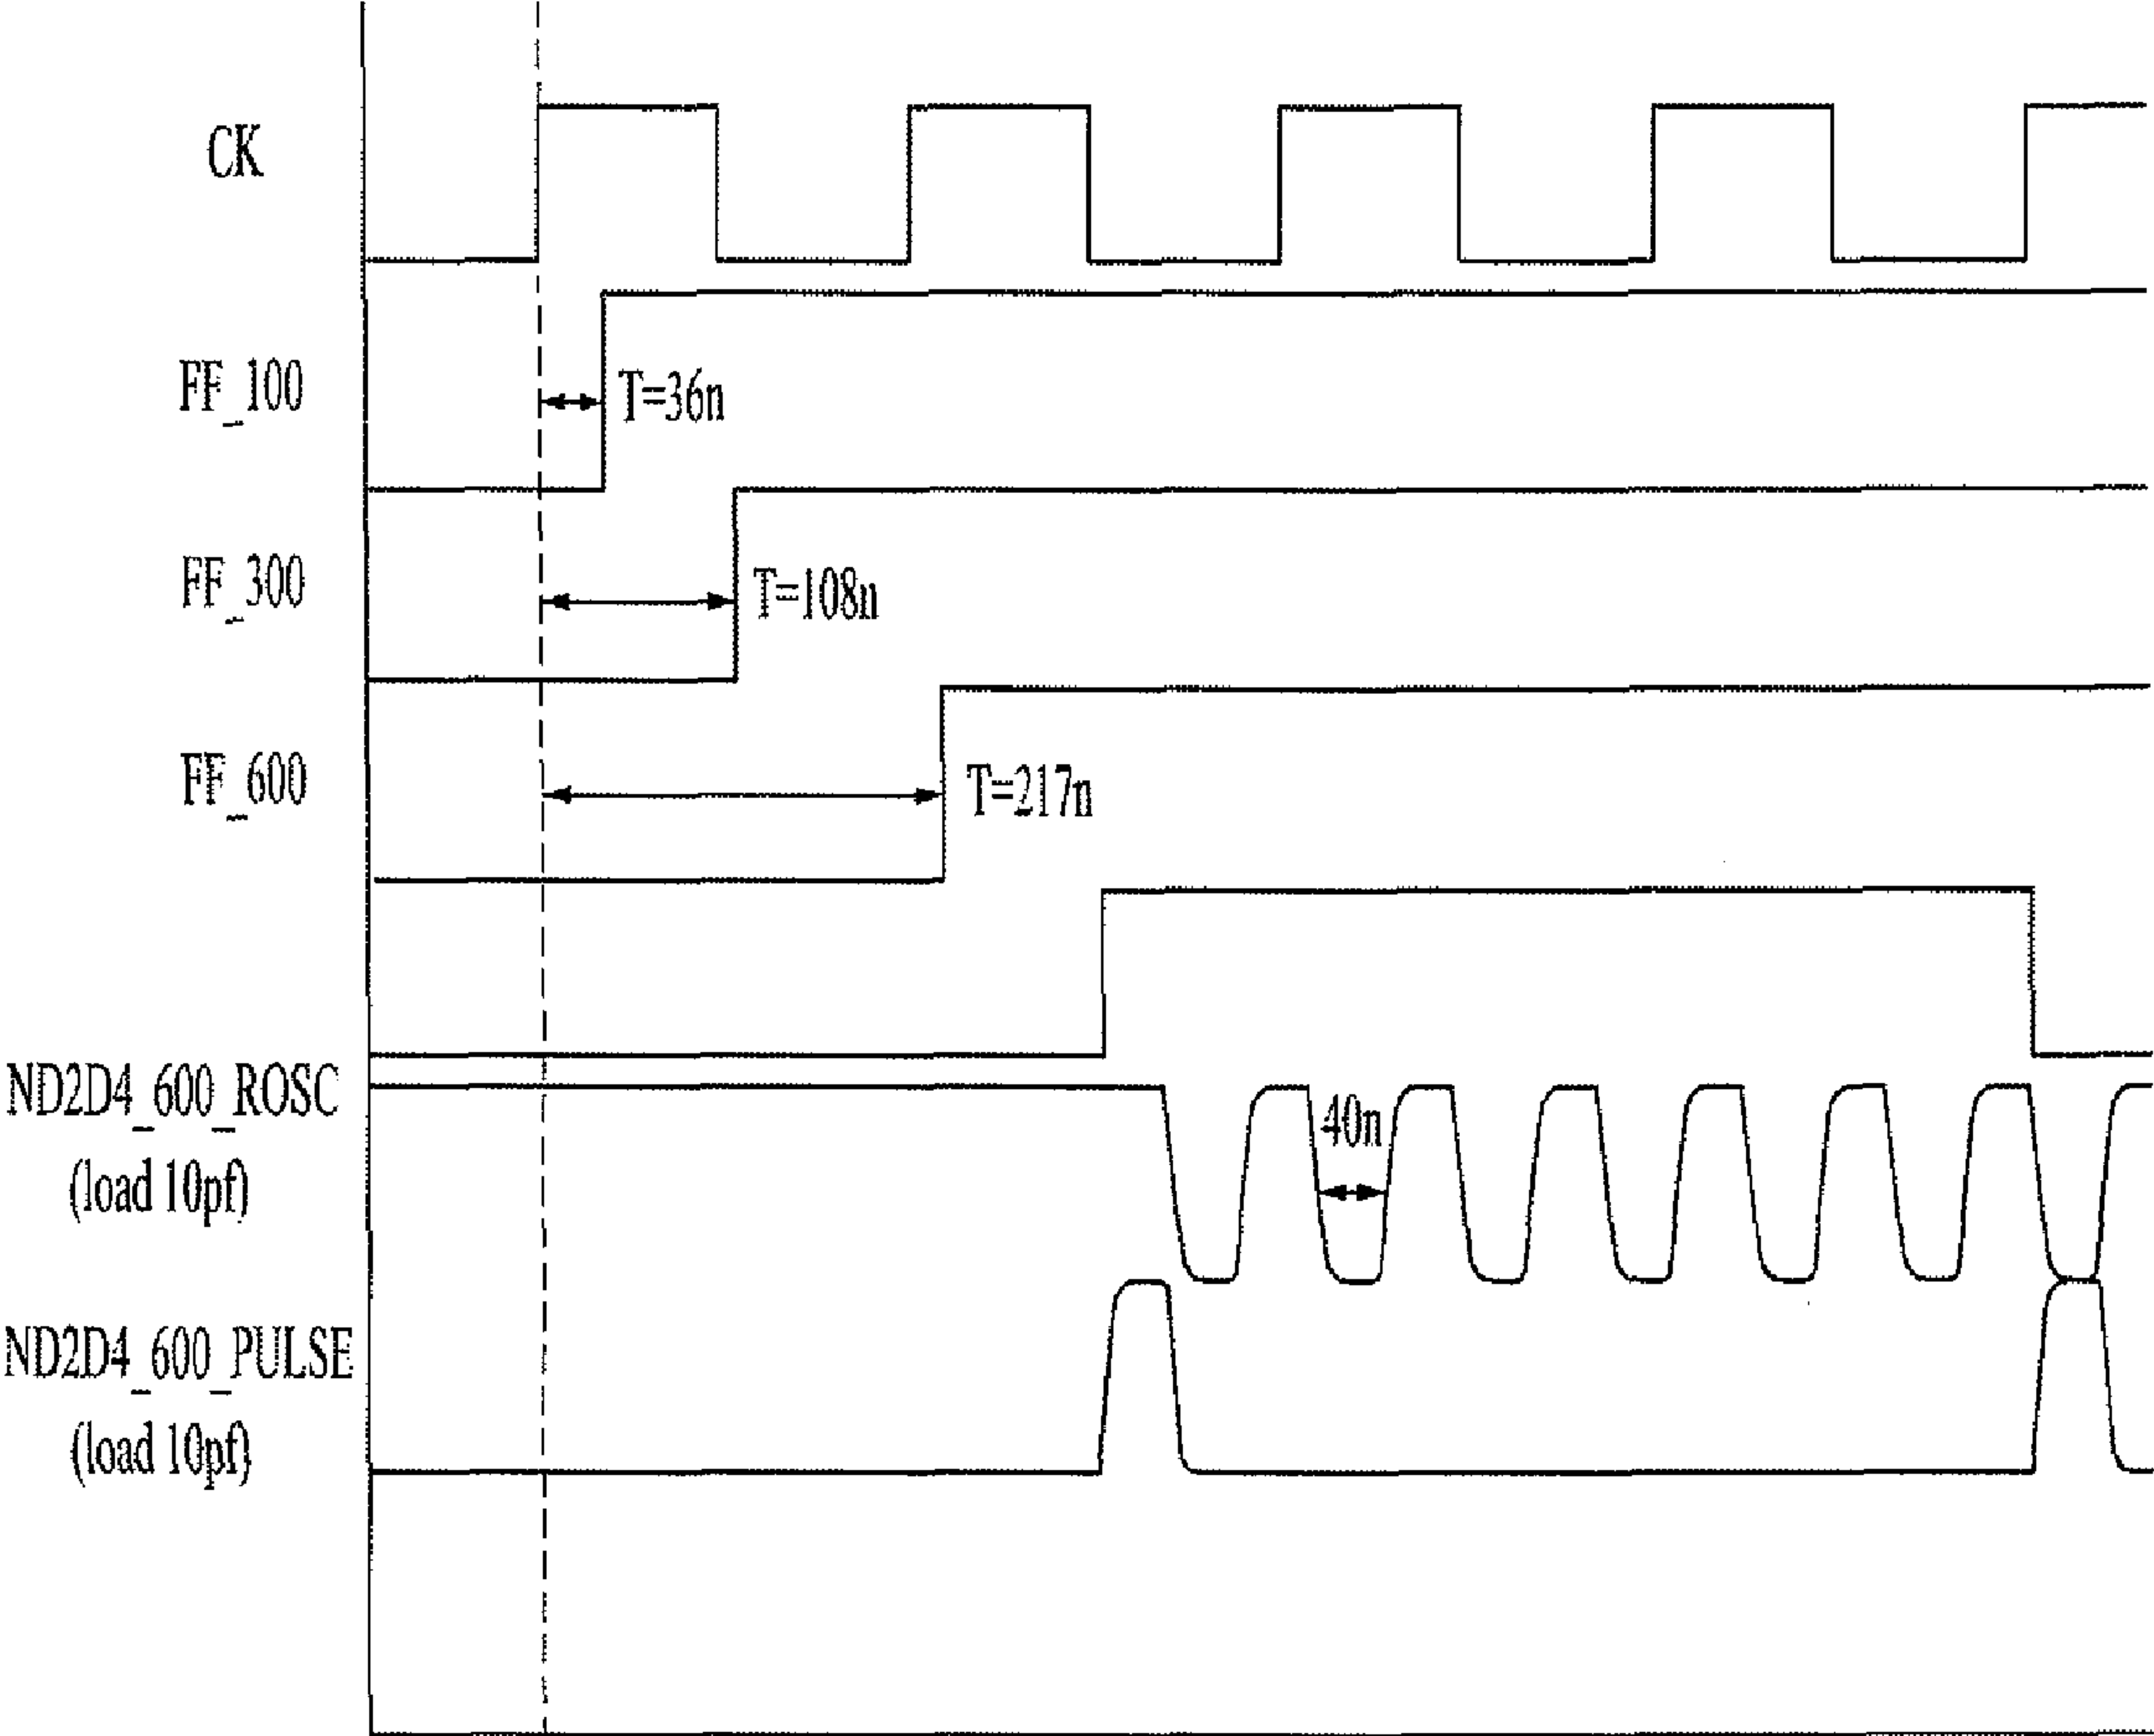 CK
FF_100
T=36n
FF_300
T=108n
FF_600
T=217n
ND2D4_600_ROSC
(load 10pf)
40n
ND2D4_600_PULSE
(load 10pf)